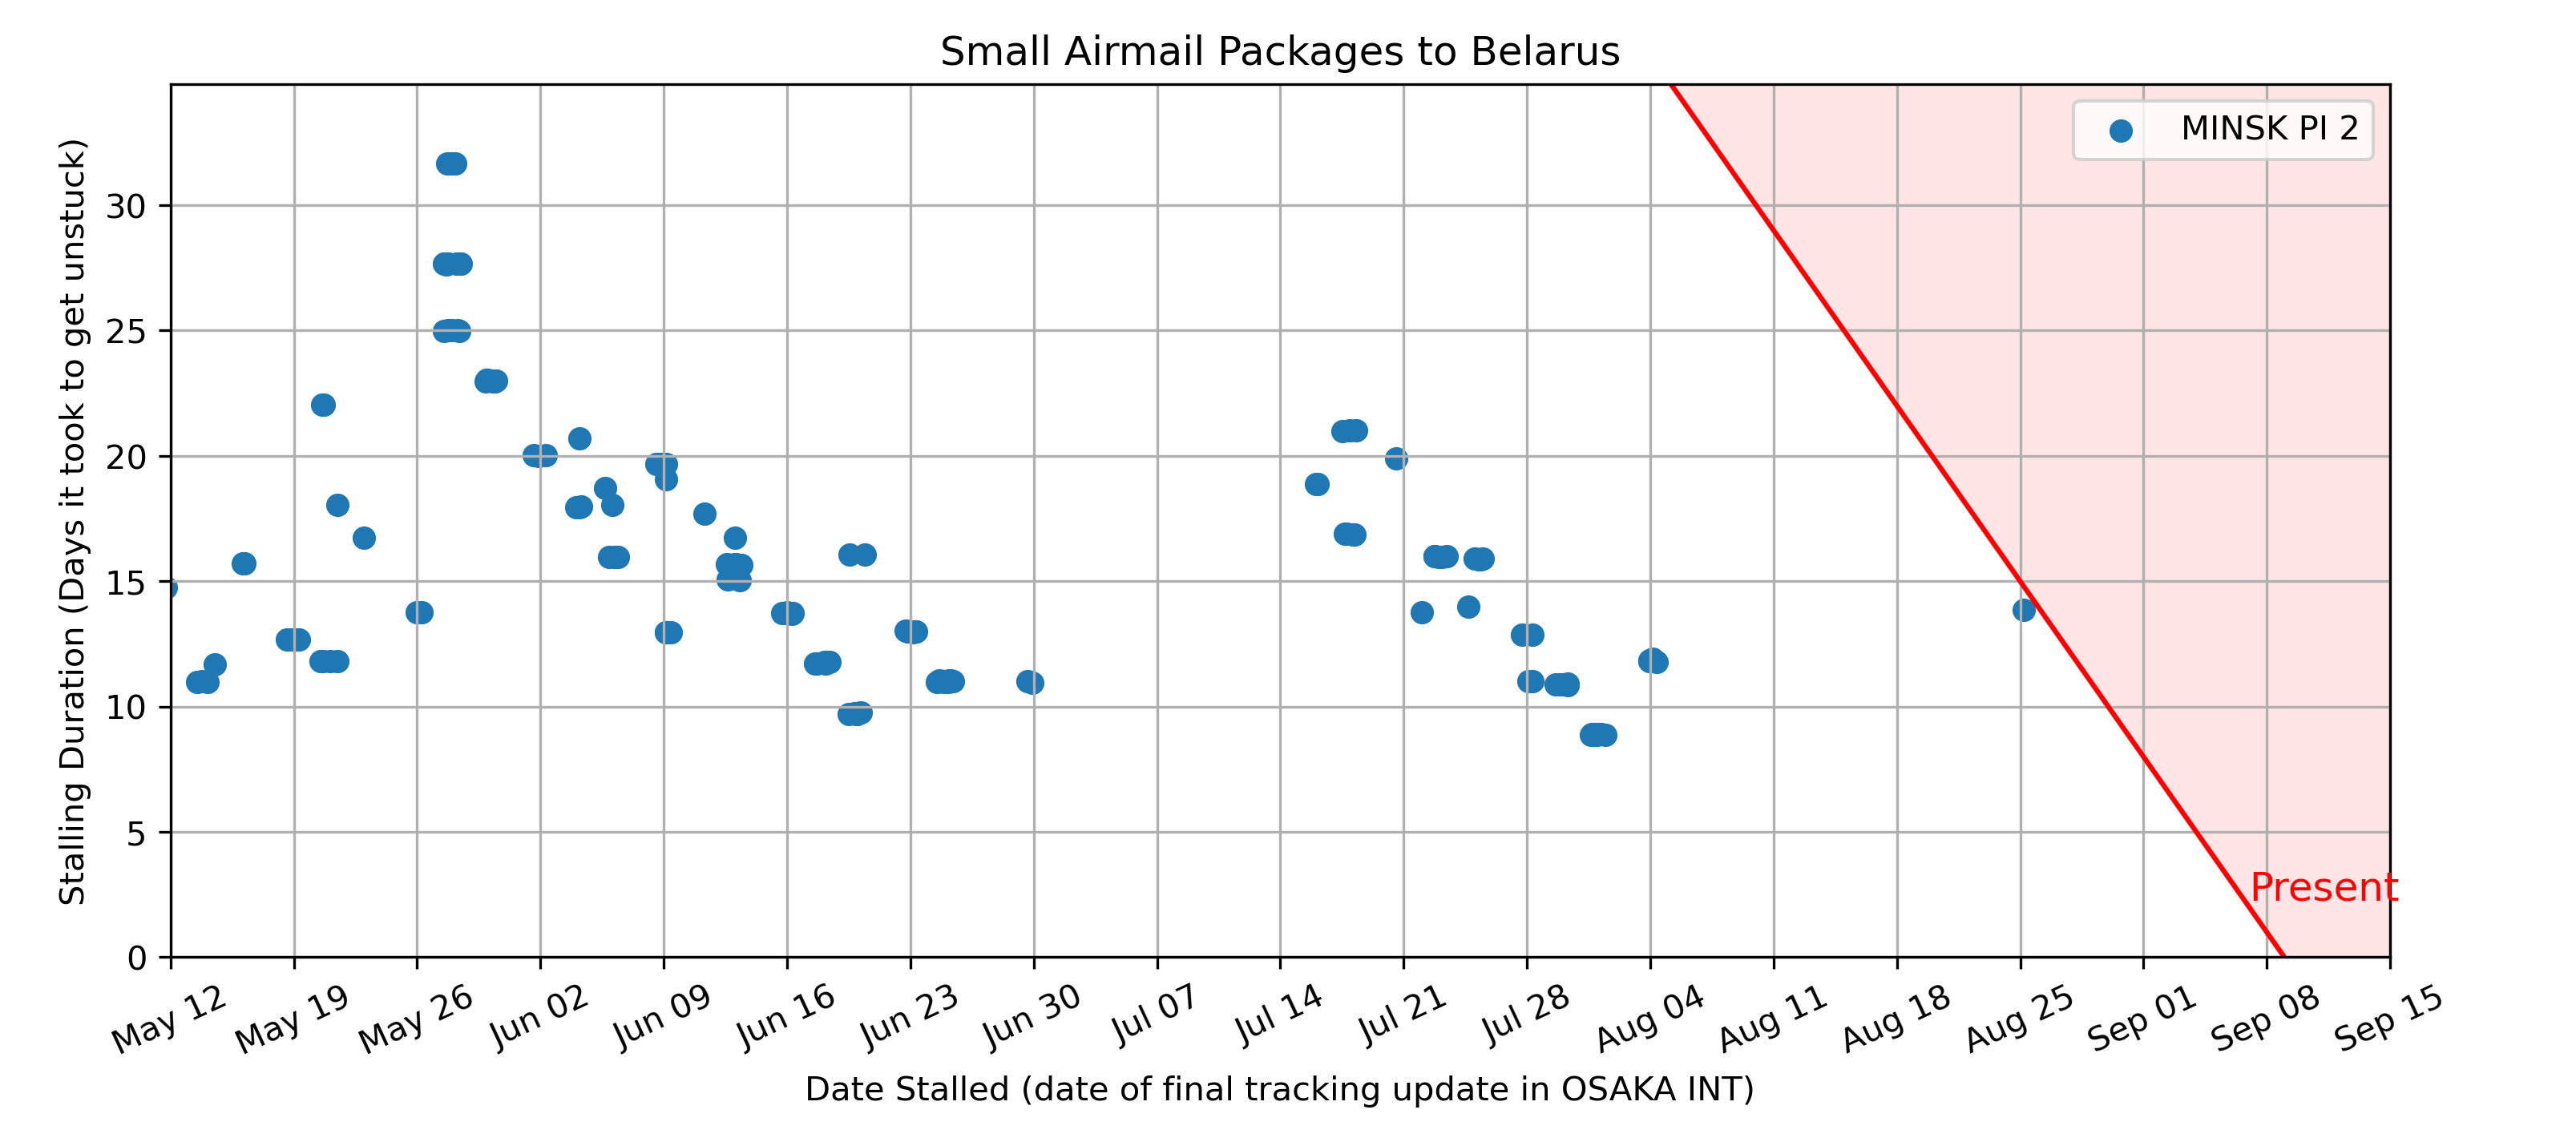 Small Airmail Packages to Belarus
MINSK PI 2
Stalling Duration (Days it took to get unstuck)
30
25
20
15
10
5
0
Present
May 12
May 19
May 26
Jun 02
Jun 09
Jun 16
Jun 23
Jun 30
Jul 07
Jul 14
Jul 21
Jul 28
Aug 04
Aug 11
Aug 18
Aug 25
Sep 01
Sep 08
Sep 15
Date Stalled (date of final tracking update in OSAKA INT)